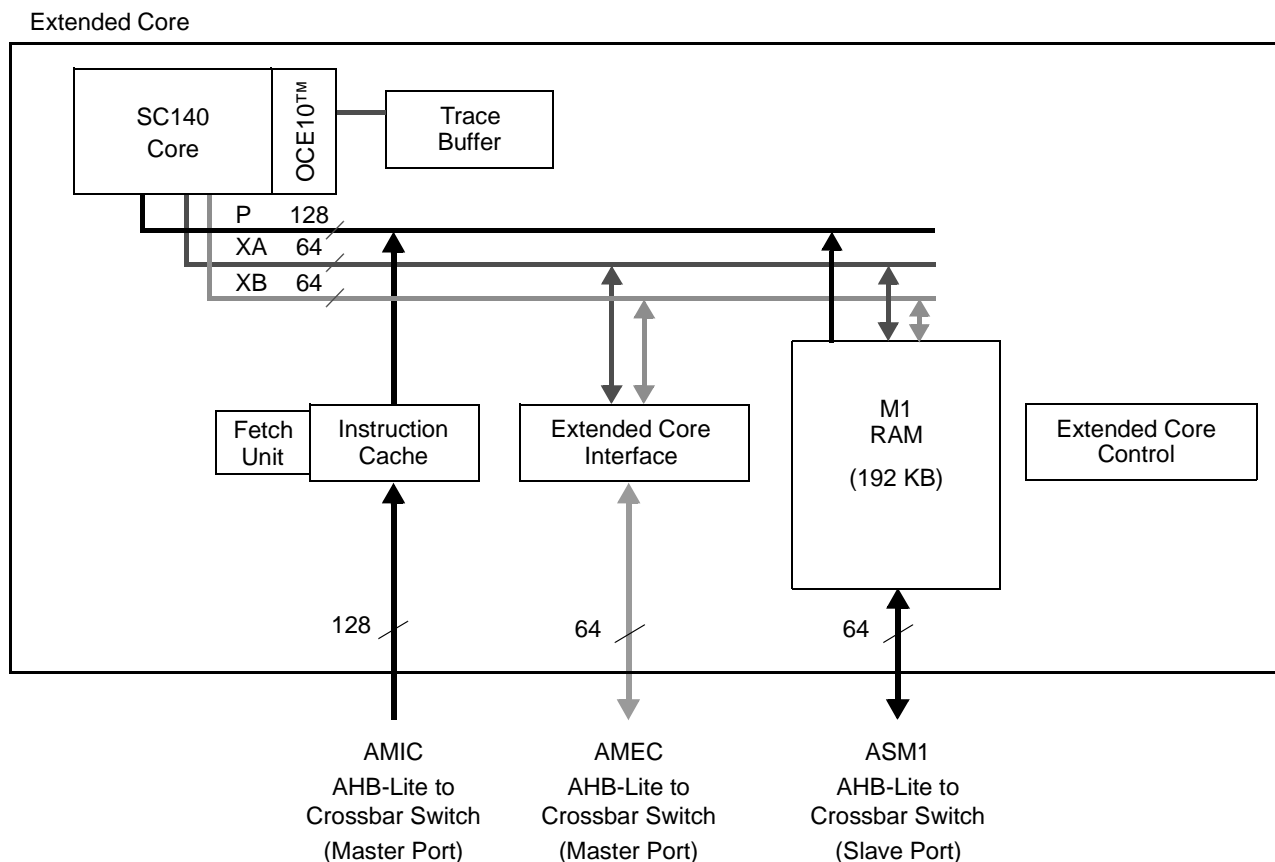 Extended Core
SC140
Core
OCE10™
Trace
Buffer
P 128
XA 64
XB 64
Fetch
Unit
Instruction
Cache
Extended Core
Interface
M1
RAM
(192 KB)
Extended Core
Control
128
64
64
AMIC
AHB-Lite to
Crossbar Switch
(Master Port)
AMEC
AHB-Lite to
Crossbar Switch
(Master Port)
ASM1
AHB-Lite to
Crossbar Switch
(Slave Port)